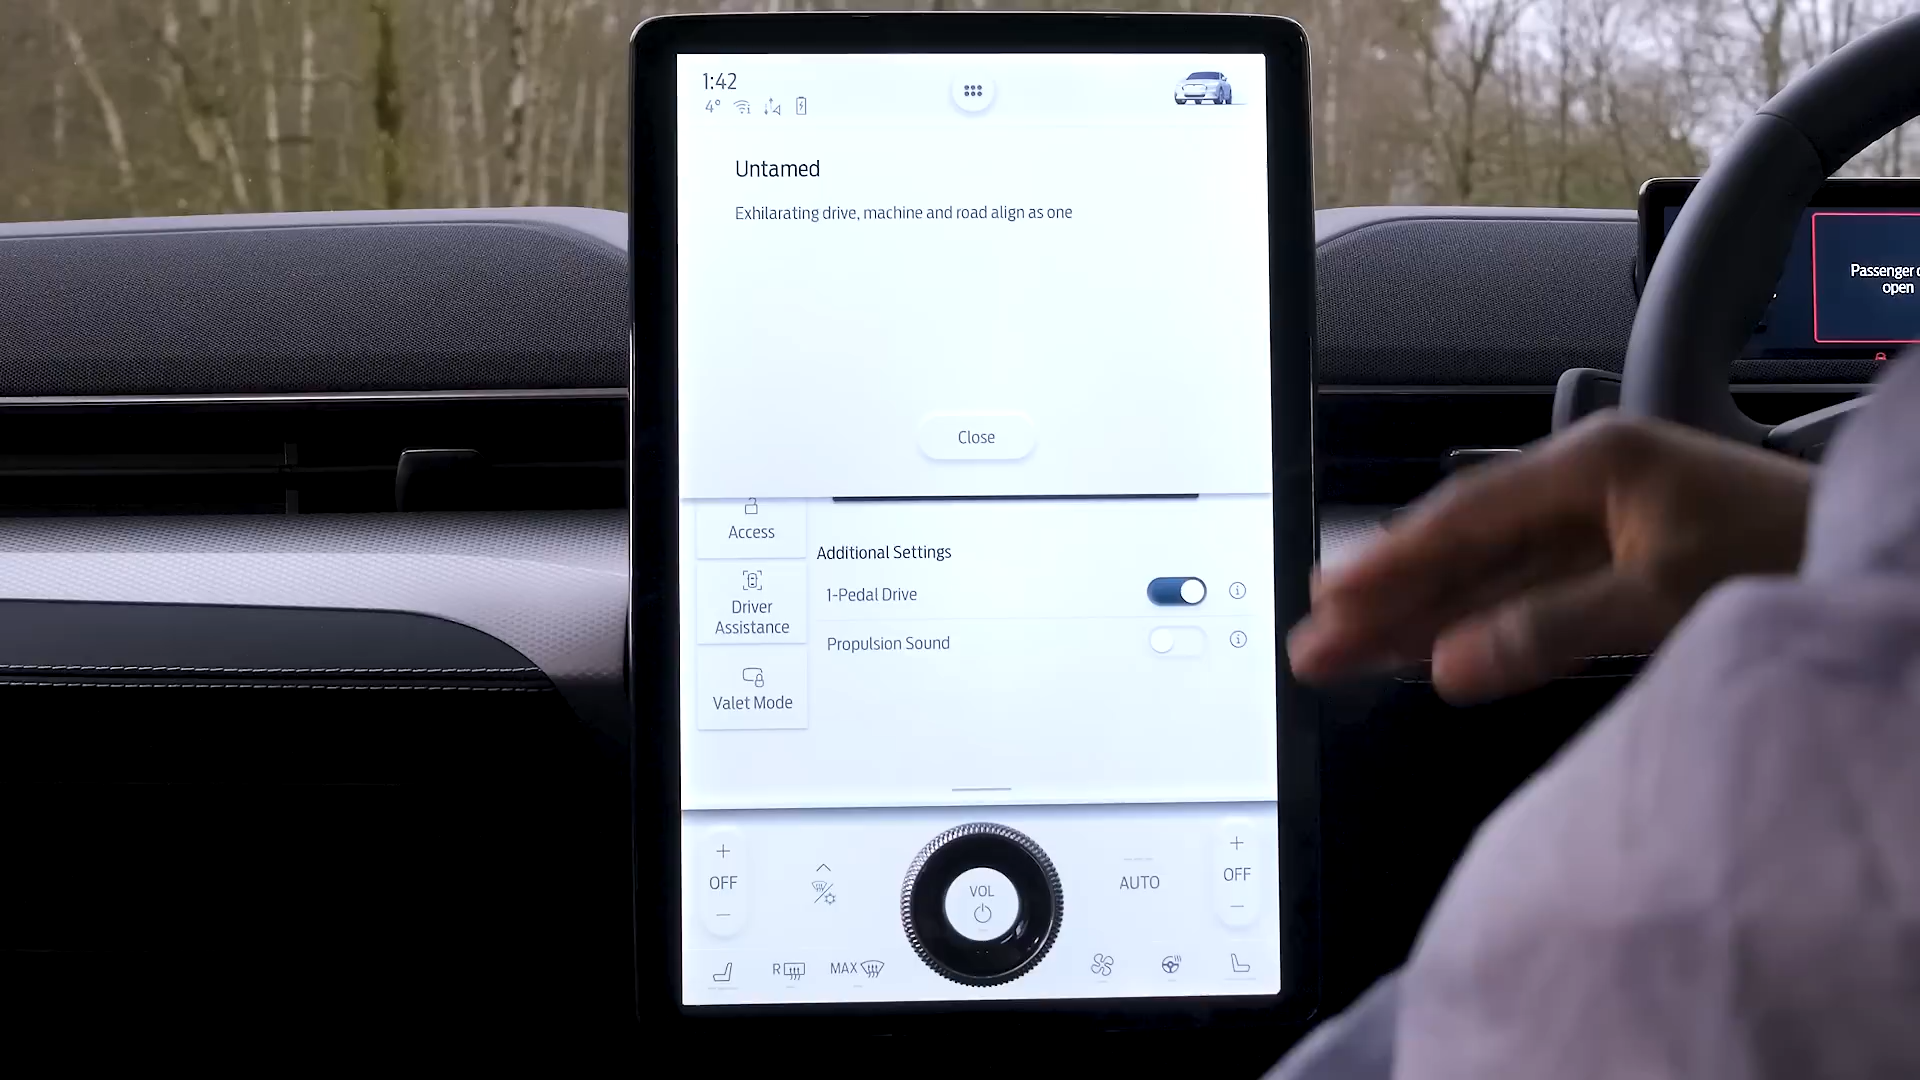 1:42
4°
Untamed
Exhilarating drive, machine and road align as one
Close
Access
Additional Settings
1-Pedal Drive
Driver
Assistance
Propulsion Sound
Valet Mode
OFF
VOL
AUTO
OFF
R
MAX
Passenger
open